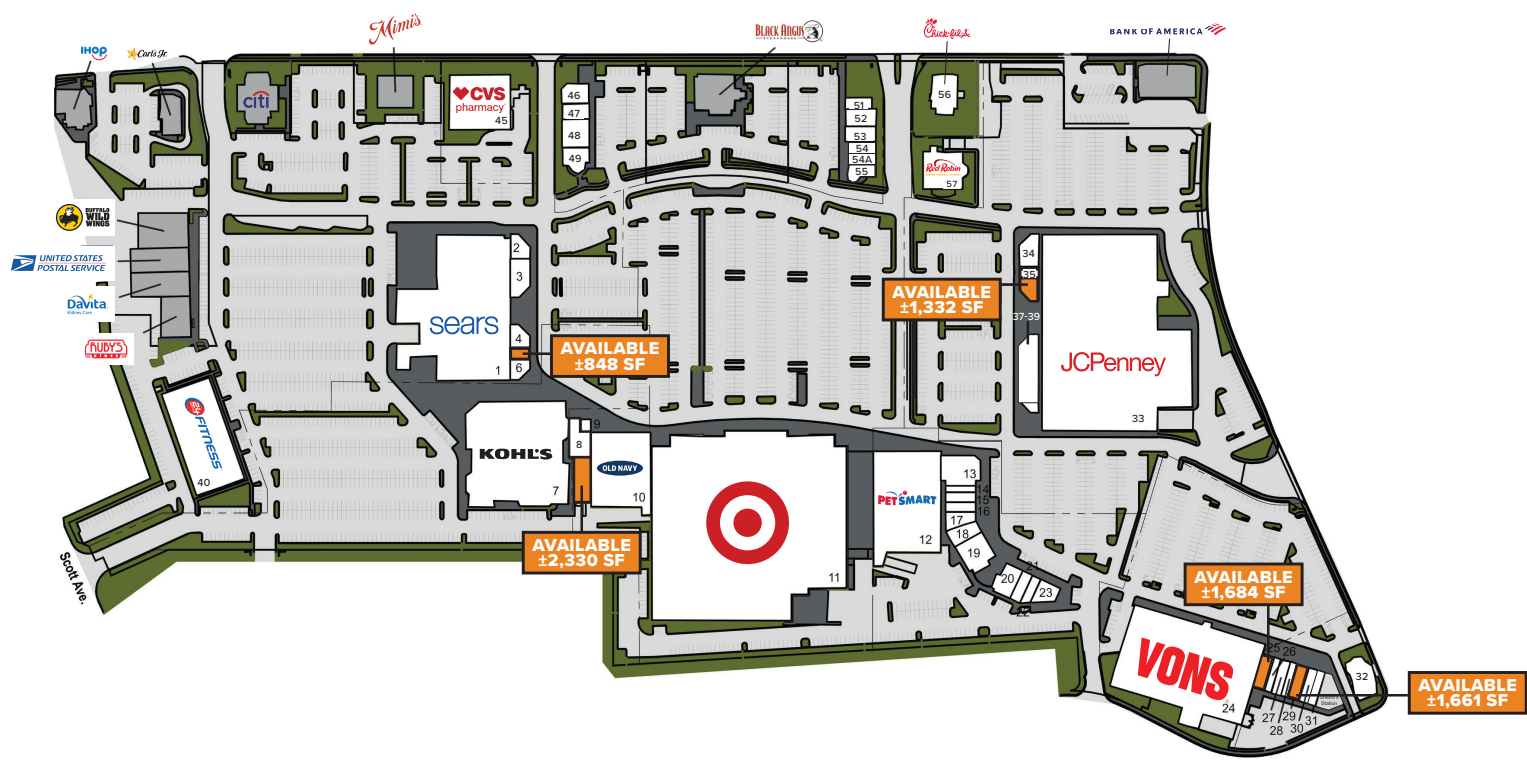 IHOP
Carl's Jr.
Mimi's
BLACK ANGUS
STEAKHOUSE
Chick-fil-A
BANK OF AMERICA
citi
CVS
pharmacy
45
46
47
48
49
51
52
53
54
54A
55
56
Red Robin
57
BUFFALO
WILD
WINGS
UNITED STATES
POSTAL SERVICE
DaVita
Kidney Care
RUBY'S
DINER
2
3
sears
4
1
6
AVAILABLE
±848 SF
34
35
AVAILABLE
±1,332 SF
37-39
JCPenney
33
24
FITNESS
40
KOHL'S
7
8
9
OLD NAVY
10
AVAILABLE
±2,330 SF
11
PETSMART
12
13
14
15
16
17
18
19
20
21
22
23
Scott Ave.
AVAILABLE
±1,684 SF
VONS
24
25
26
27
28
29
30
31
Station
32
AVAILABLE
±1,661 SF